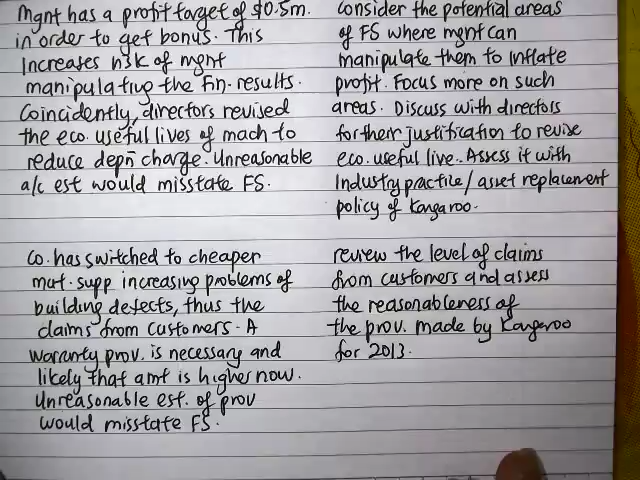 Mgnt has a profit target of $0.5m.
in order to get bonus. This
increases risk of mgnt
manipulating the fin. results.
Coincidently, directors revised
the eco. useful lives of mach to
reduce depn charge. Unreasonable
a/c est would misstate FS.
consider the potential areas
of FS where mgnt can
manipulate them to inflate
profit. Focus more on such
areas. Discuss with directors
for their justification to revise
eco. useful live. Assess it with
Industry practice/asset replacement
policy of Kangaroo.
Co. has switched to cheaper
mat. supp increasing problems of
building defects, thus the
claims from customers. A
warranty prov. is necessary and
likely that amt is higher now.
Unreasonable est. of prov
would misstate FS.
review the level of claims
from customers and assess
the reasonableness of
the prov. made by Kangaroo
for 2013.